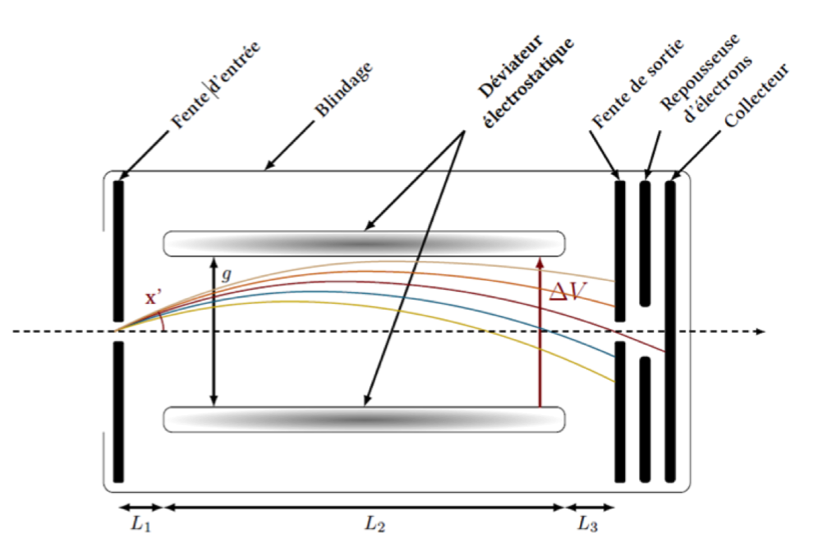 Fente d'entrée
Blindage
Déviateur
électrostatique
Fente de sortie
Repousseuse
d'électrons
Collecteur
g
x'
ΔV
L₁
L₂
L₃